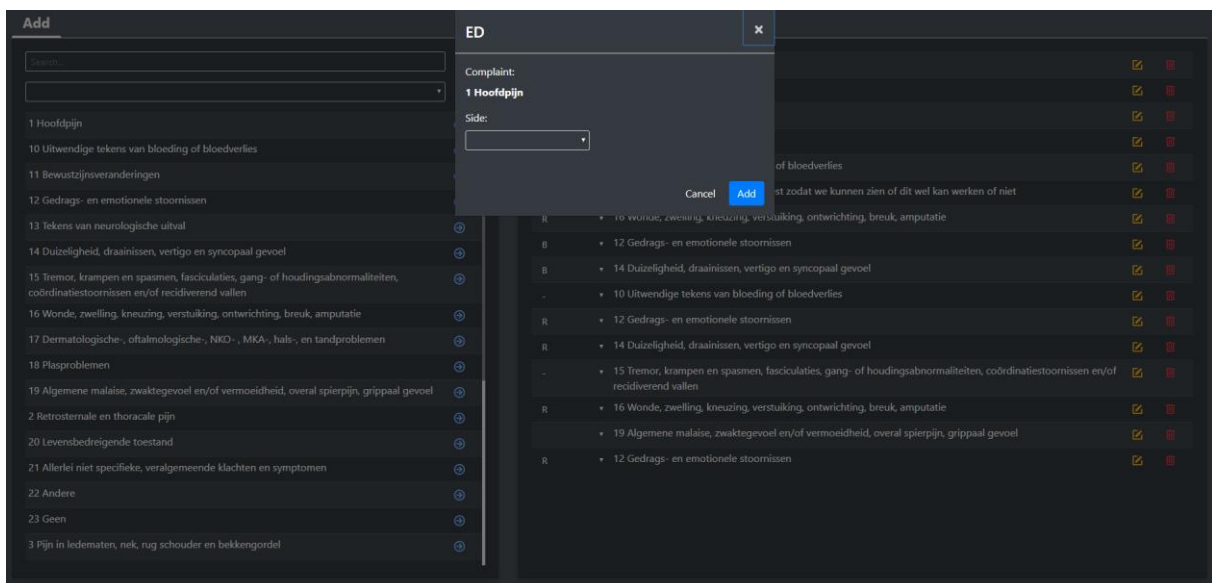 Add
Search...
1 Hoofdpijn
10 Uitwendige tekens van bloeding of bloedverlies
11 Bewustzijnsveranderingen
12 Gedrags- en emotionele stoornissen
13 Tekens van neurologische uitval
14 Duizeligheid, draainissen, vertigo en syncopaal gevoel
15 Tremor, krampen en spasmen, fasciculaties, gang- of houdingsabnormaliteiten,
coördinatiestoornissen en/of recidiverend vallen
16 Wonde, zwelling, kneuzing, verstuiking, ontwrichting, breuk, amputatie
17 Dermatologische-, oftalmologische-, NKO- , MKA-, hals-, en tandproblemen
18 Plasproblemen
19 Algemene malaise, zwaktegevoel en/of vermoeidheid, overal spierpijn, grippaal gevoel
2 Retrosternale en thoracale pijn
20 Levensbedreigende toestand
21 Allerlei niet specifieke, veralgemeende klachten en symptomen
22 Andere
23 Geen
3 Pijn in ledematen, nek, rug schouder en bekkengordel
ED
×
Complaint:
1 Hoofdpijn
Side:
Cancel Add
of bloedverlies
st zodat we kunnen zien of dit wel kan werken of niet
R 16 Wonde, zwelling, kneuzing, verstuiking, ontwrichting, breuk, amputatie
B 12 Gedrags- en emotionele stoornissen
B 14 Duizeligheid, draainissen, vertigo en syncopaal gevoel
- 10 Uitwendige tekens van bloeding of bloedverlies
R 12 Gedrags- en emotionele stoornissen
R 14 Duizeligheid, draainissen, vertigo en syncopaal gevoel
- 15 Tremor, krampen en spasmen, fasciculaties, gang- of houdingsabnormaliteiten, coördinatiestoornissen en/of
recidiverend vallen
R 16 Wonde, zwelling, kneuzing, verstuiking, ontwrichting, breuk, amputatie
19 Algemene malaise, zwaktegevoel en/of vermoeidheid, overal spierpijn, grippaal gevoel
R 12 Gedrags- en emotionele stoornissen